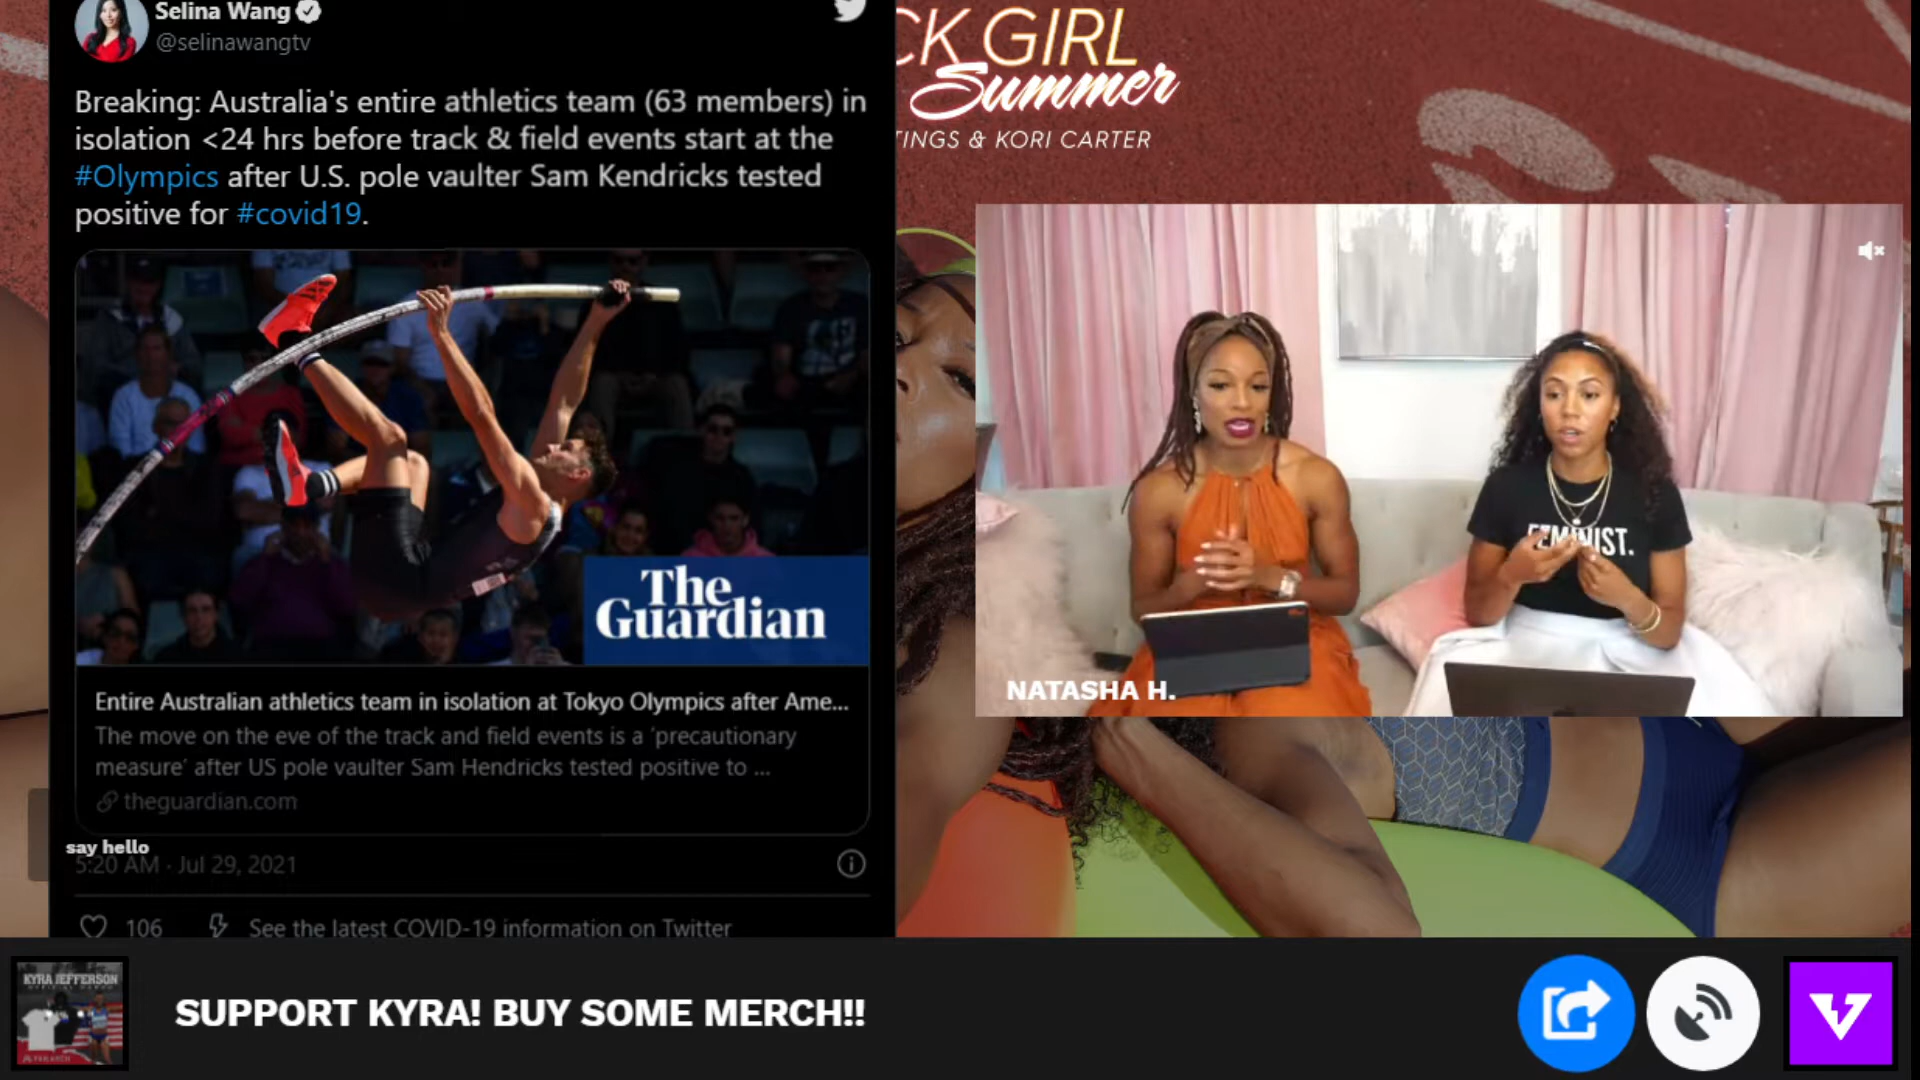 Selina Wang
@selinawangtv
Breaking: Australia's entire athletics team (63 members) in
isolation <24 hrs before track & field events start at the
#Olympics after U.S. pole vaulter Sam Kendricks tested
positive for #covid19.
The
Guardian
Entire Australian athletics team in isolation at Tokyo Olympics after Ame...
The move on the eve of the track and field events is a 'precautionary
measure' after US pole vaulter Sam Hendricks tested positive to ...
theguardian.com
say hello
5:20 AM · Jul 29, 2021
106 See the latest COVID-19 information on Twitter
CK GIRL
Summer
TINGS & KORI CARTER
FEMINIST.
NATASHA H.
KYRA JEFFERSON
SUPPORT KYRA! BUY SOME MERCH!!